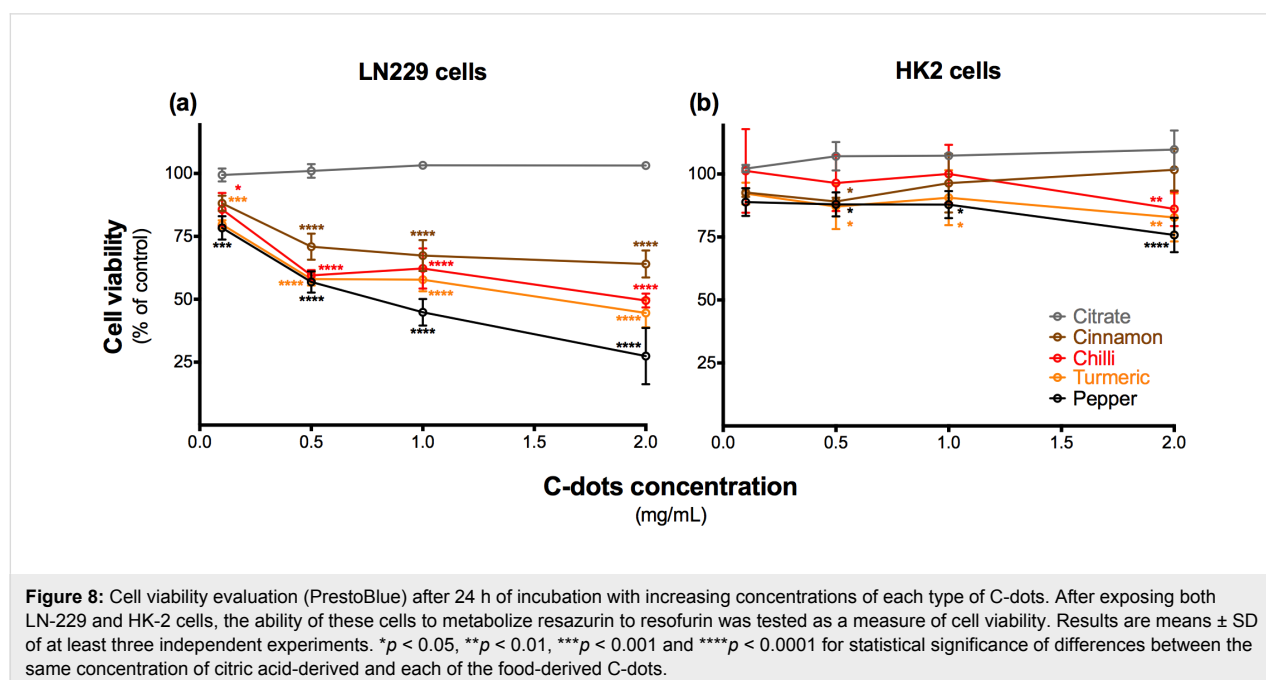 LN229 cells
HK2 cells
(a)
(b)
Cell viability
(% of control)
100
75
50
25
0.0
0.5
1.0
1.5
2.0
*
***
***
****
****
****
****
****
****
****
****
****
****
****
****
****
100
75
50
25
0.0
0.5
1.0
1.5
2.0
*
*
*
*
*
**
**
****
Citrate
Cinnamon
Chilli
Turmeric
Pepper
C-dots concentration
(mg/mL)
Figure 8: Cell viability evaluation (PrestoBlue) after 24 h of incubation with increasing concentrations of each type of C-dots. After exposing both
LN-229 and HK-2 cells, the ability of these cells to metabolize resazurin to resofurin was tested as a measure of cell viability. Results are means ± SD
of at least three independent experiments. *p < 0.05, **p < 0.01, ***p < 0.001 and ****p < 0.0001 for statistical significance of differences between the
same concentration of citric acid-derived and each of the food-derived C-dots.